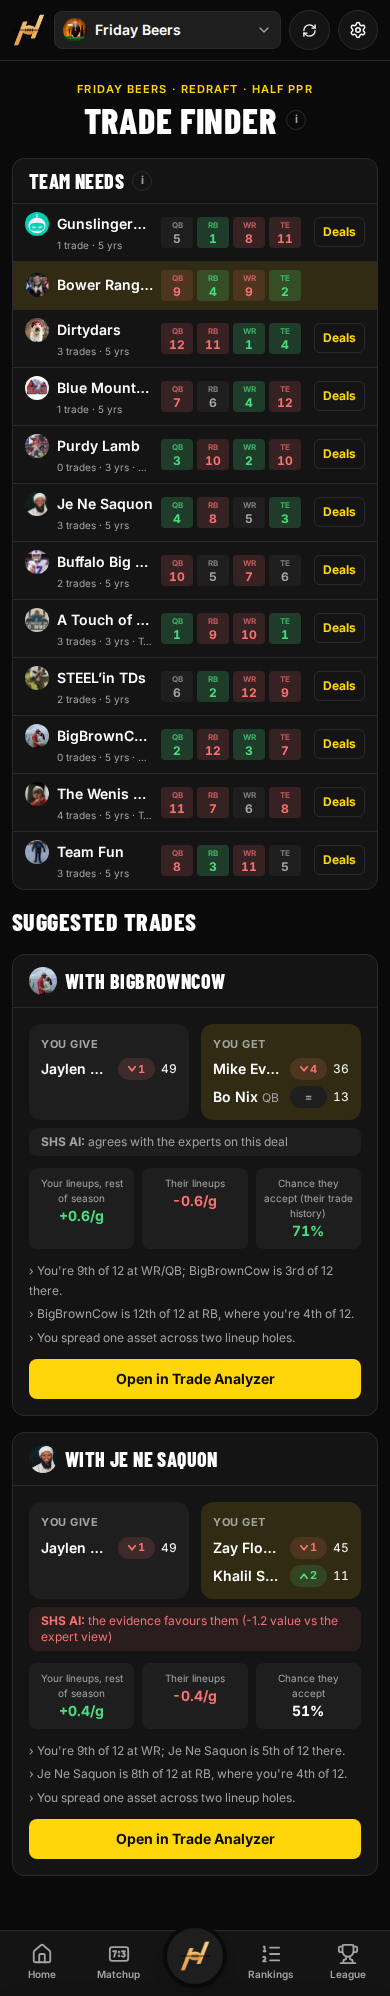 Friday Beers
FRIDAY BEERS · REDRAFT · HALF PPR
TRADE FINDER i
TEAM NEEDS i
Gunslinger... QB 5 RB 1 WR 8 TE 11 Deals
1 trade · 5 yrs
Bower Rang... QB 9 RB 4 WR 9 TE 2
Dirtydars QB 12 RB 11 WR 1 TE 4 Deals
3 trades · 5 yrs
Blue Mount... QB 7 RB 6 WR 4 TE 12 Deals
1 trade · 5 yrs
Purdy Lamb QB 3 RB 10 WR 2 TE 10 Deals
0 trades · 3 yrs · ...
Je Ne Saquon QB 4 RB 8 WR 5 TE 3 Deals
3 trades · 5 yrs
Buffalo Big ... QB 10 RB 5 WR 7 TE 6 Deals
2 trades · 5 yrs
A Touch of ... QB 1 RB 9 WR 10 TE 1 Deals
3 trades · 3 yrs · T...
STEEL'in TDs QB 6 RB 2 WR 12 TE 9 Deals
2 trades · 5 yrs
BigBrownC... QB 2 RB 12 WR 3 TE 7 Deals
0 trades · 5 yrs · ...
The Wenis ... QB 11 RB 7 WR 6 TE 8 Deals
4 trades · 5 yrs · T...
Team Fun QB 8 RB 3 WR 11 TE 5 Deals
3 trades · 5 yrs
SUGGESTED TRADES
WITH BIGBROWNCOW
YOU GIVE
Jaylen ... 1 49
YOU GET
Mike Ev... 4 36
Bo Nix QB = 13
SHS AI: agrees with the experts on this deal
Your lineups, rest
of season
+0.6/g
Their lineups
-0.6/g
Chance they
accept (their trade
history)
71%
› You're 9th of 12 at WR/QB; BigBrownCow is 3rd of 12
there.
› BigBrownCow is 12th of 12 at RB, where you're 4th of 12.
› You spread one asset across two lineup holes.
Open in Trade Analyzer
WITH JE NE SAQUON
YOU GIVE
Jaylen ... 1 49
YOU GET
Zay Flo... 1 45
Khalil S... 2 11
SHS AI: the evidence favours them (-1.2 value vs the
expert view)
Your lineups, rest
of season
+0.4/g
Their lineups
-0.4/g
Chance they
accept
51%
› You're 9th of 12 at WR; Je Ne Saquon is 5th of 12 there.
› Je Ne Saquon is 8th of 12 at RB, where you're 4th of 12.
› You spread one asset across two lineup holes.
Open in Trade Analyzer
Home
7:3 Matchup
Rankings
League